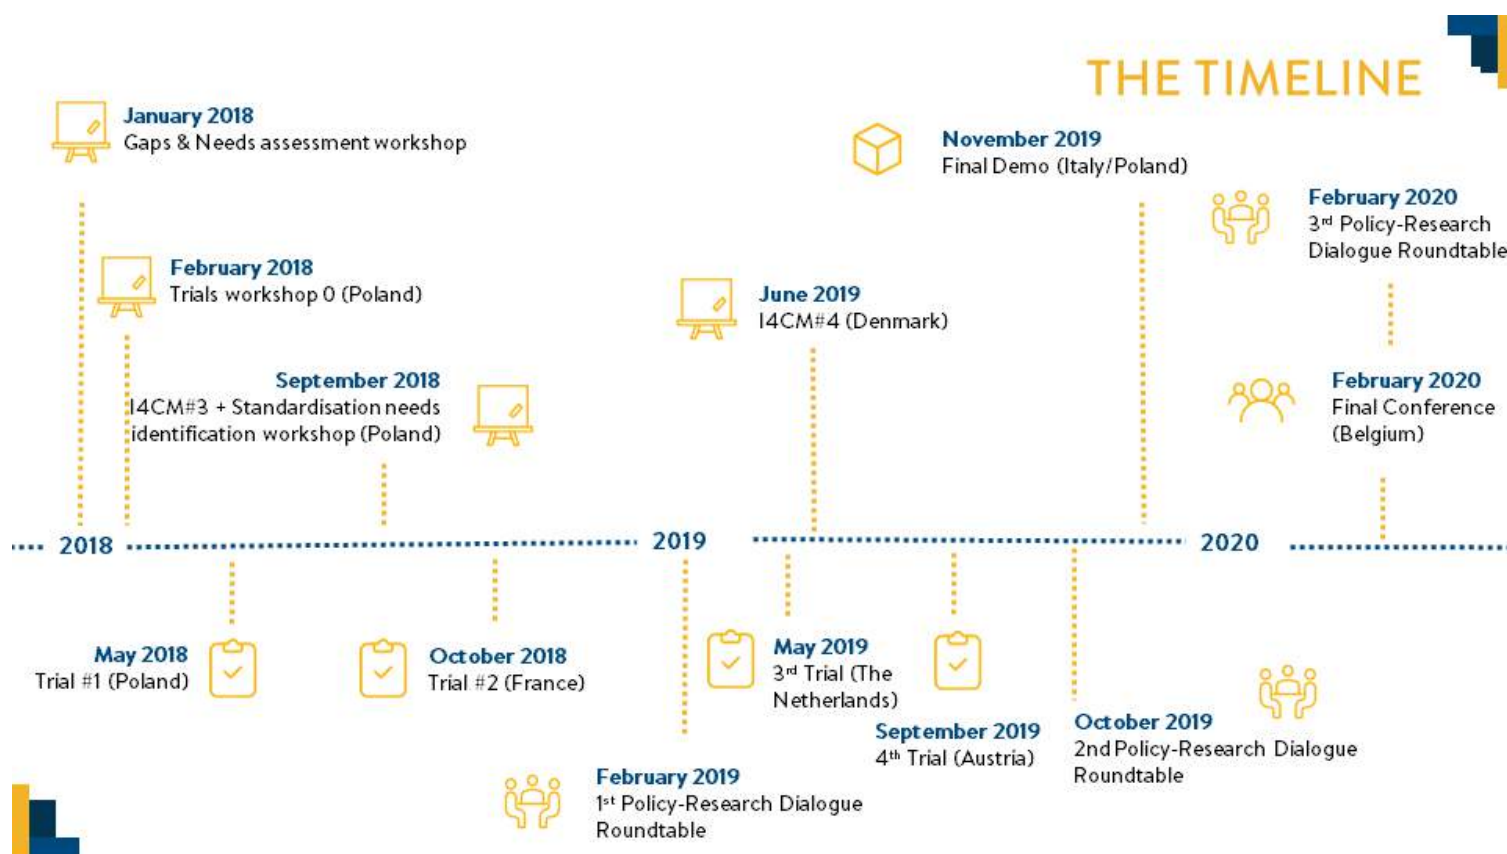 THE TIMELINE
January 2018
Gaps & Needs assessment workshop
November 2019
Final Demo (Italy/Poland)
February 2020
3rd Policy-Research
Dialogue Roundtable
February 2018
Trials workshop 0 (Poland)
June 2019
I4CM#4 (Denmark)
September 2018
I4CM#3 + Standardisation needs
identification workshop (Poland)
February 2020
Final Conference
(Belgium)
2018
2019
2020
May 2018
Trial #1 (Poland)
October 2018
Trial #2 (France)
May 2019
3rd Trial (The
Netherlands)
September 2019
4th Trial (Austria)
October 2019
2nd Policy-Research Dialogue
Roundtable
February 2019
1st Policy-Research Dialogue
Roundtable